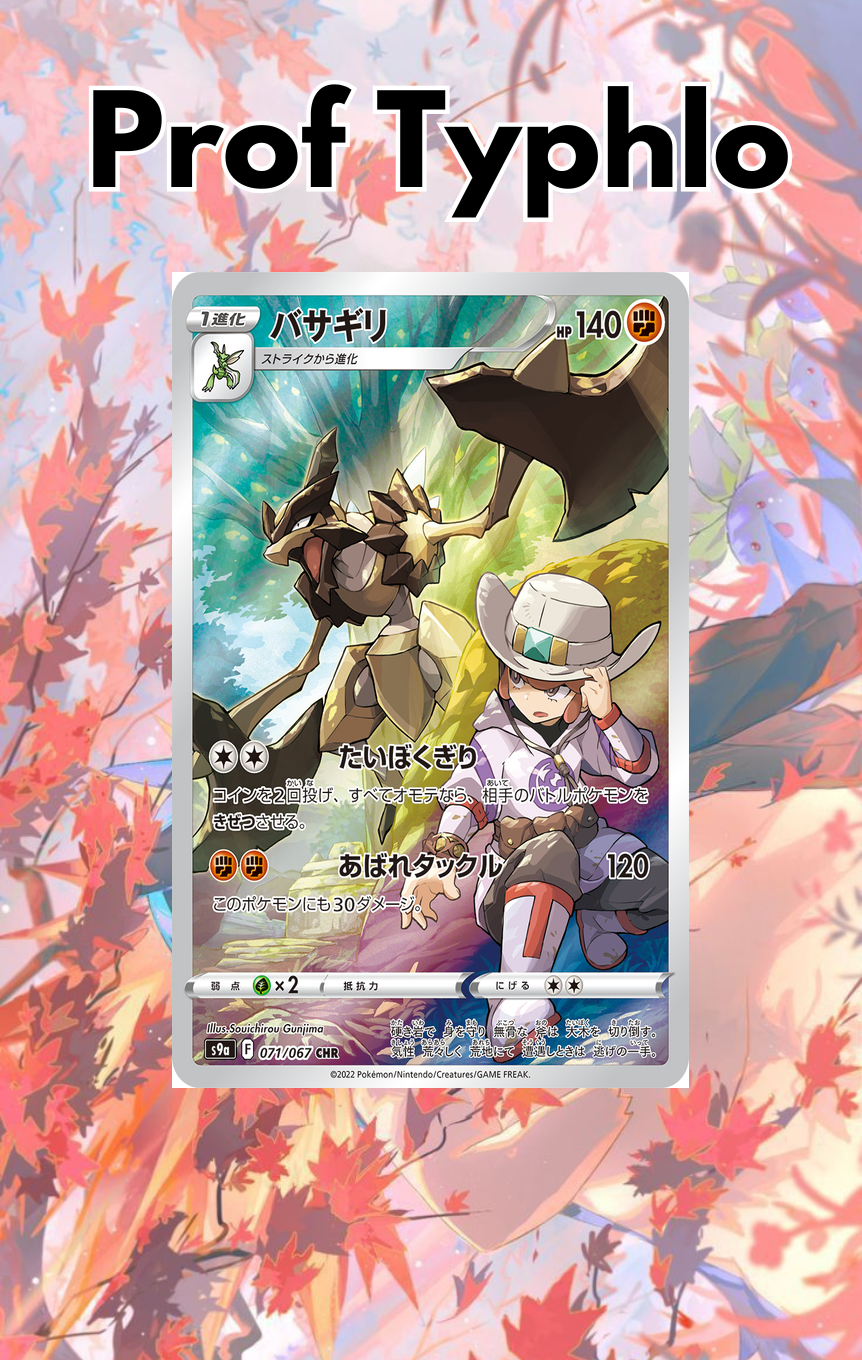 Prof Typhlo
1進化 バサギリ HP 140
ストライクから進化
たいぼくぎり
コインを2回投げ、すべてオモテなら、相手のバトルポケモンを
きぜつさせる。
あばれタックル 120
このポケモンにも30ダメージ。
弱点 ×2 抵抗力 にげる
Illus. Souichirou Gunjima
硬き岩で 身を守り 無骨な 斧は 大木を 切り倒す。
s9a F 071/067 CHR
気性 荒々しく 荒地にて 遭遇しときは 逃げの一手。
©2022 Pokémon/Nintendo/Creatures/GAME FREAK.